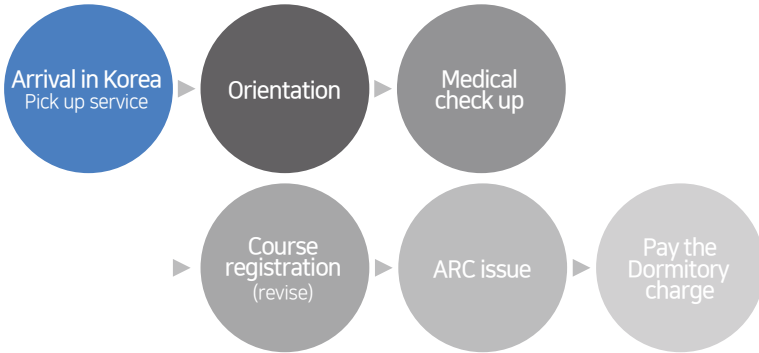 Arrival in Korea
Pick up service
Orientation
Medical
check up
Course
registration
(revise)
ARC issue
Pay the
Dormitory
charge